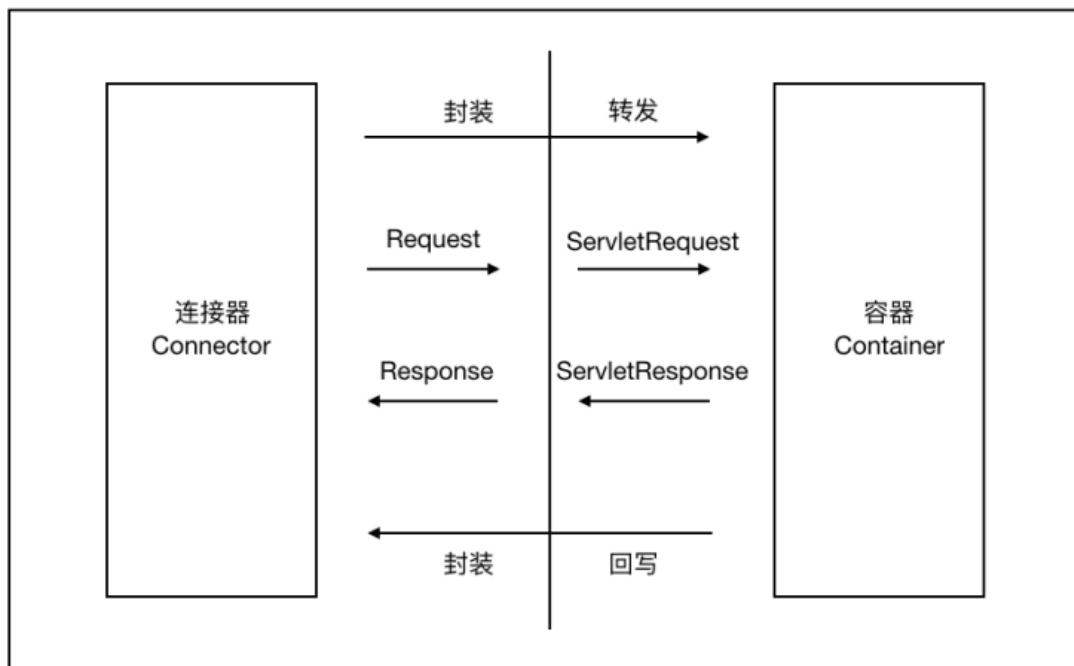 封装
转发
Request
ServletRequest
连接器
Connector
容器
Container
Response
ServletResponse
封装
回写